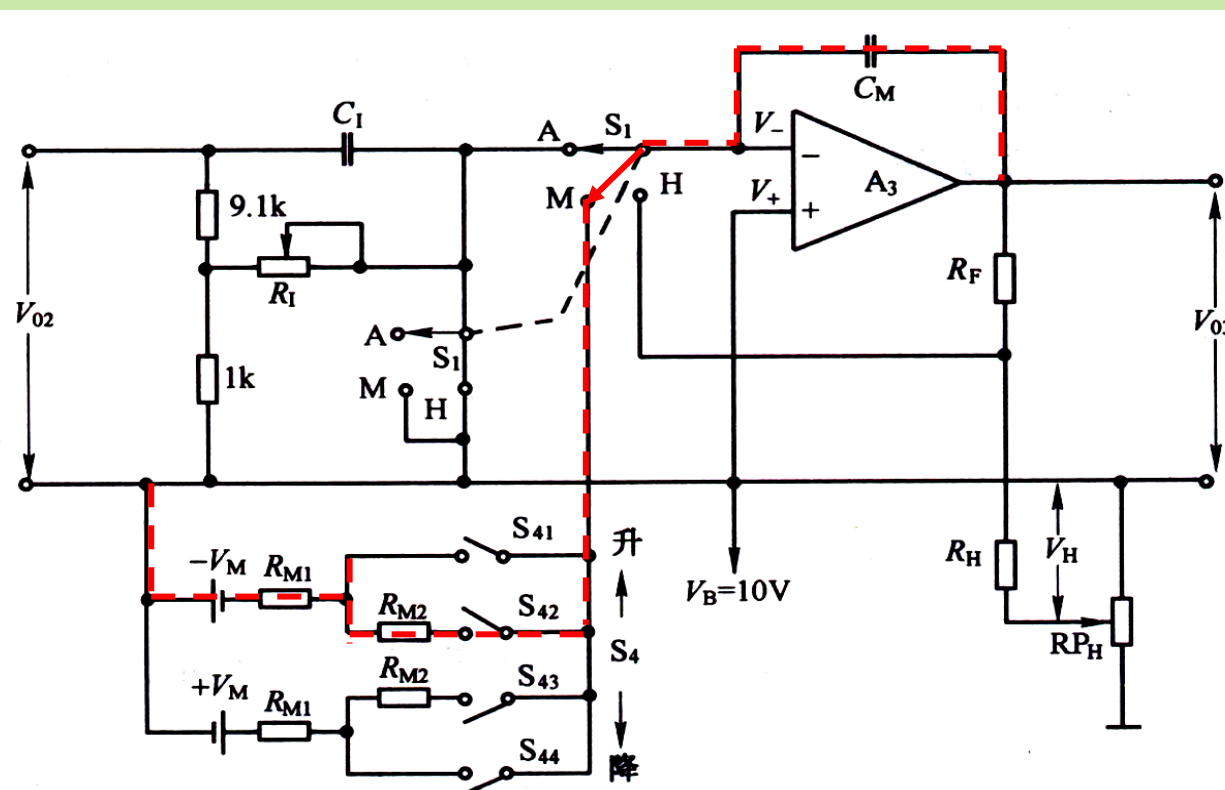 C_M
C_I
A
S_1
V_-
−
A_3
H
M
V_+
+
9.1k
R_I
R_F
V_02
V_03
A
S_1
1k
M
H
S_41
升
−V_M
R_M1
R_H
V_H
V_B=10V
R_M2
S_42
S_4
RP_H
+V_M
R_M1
R_M2
S_43
S_44
降